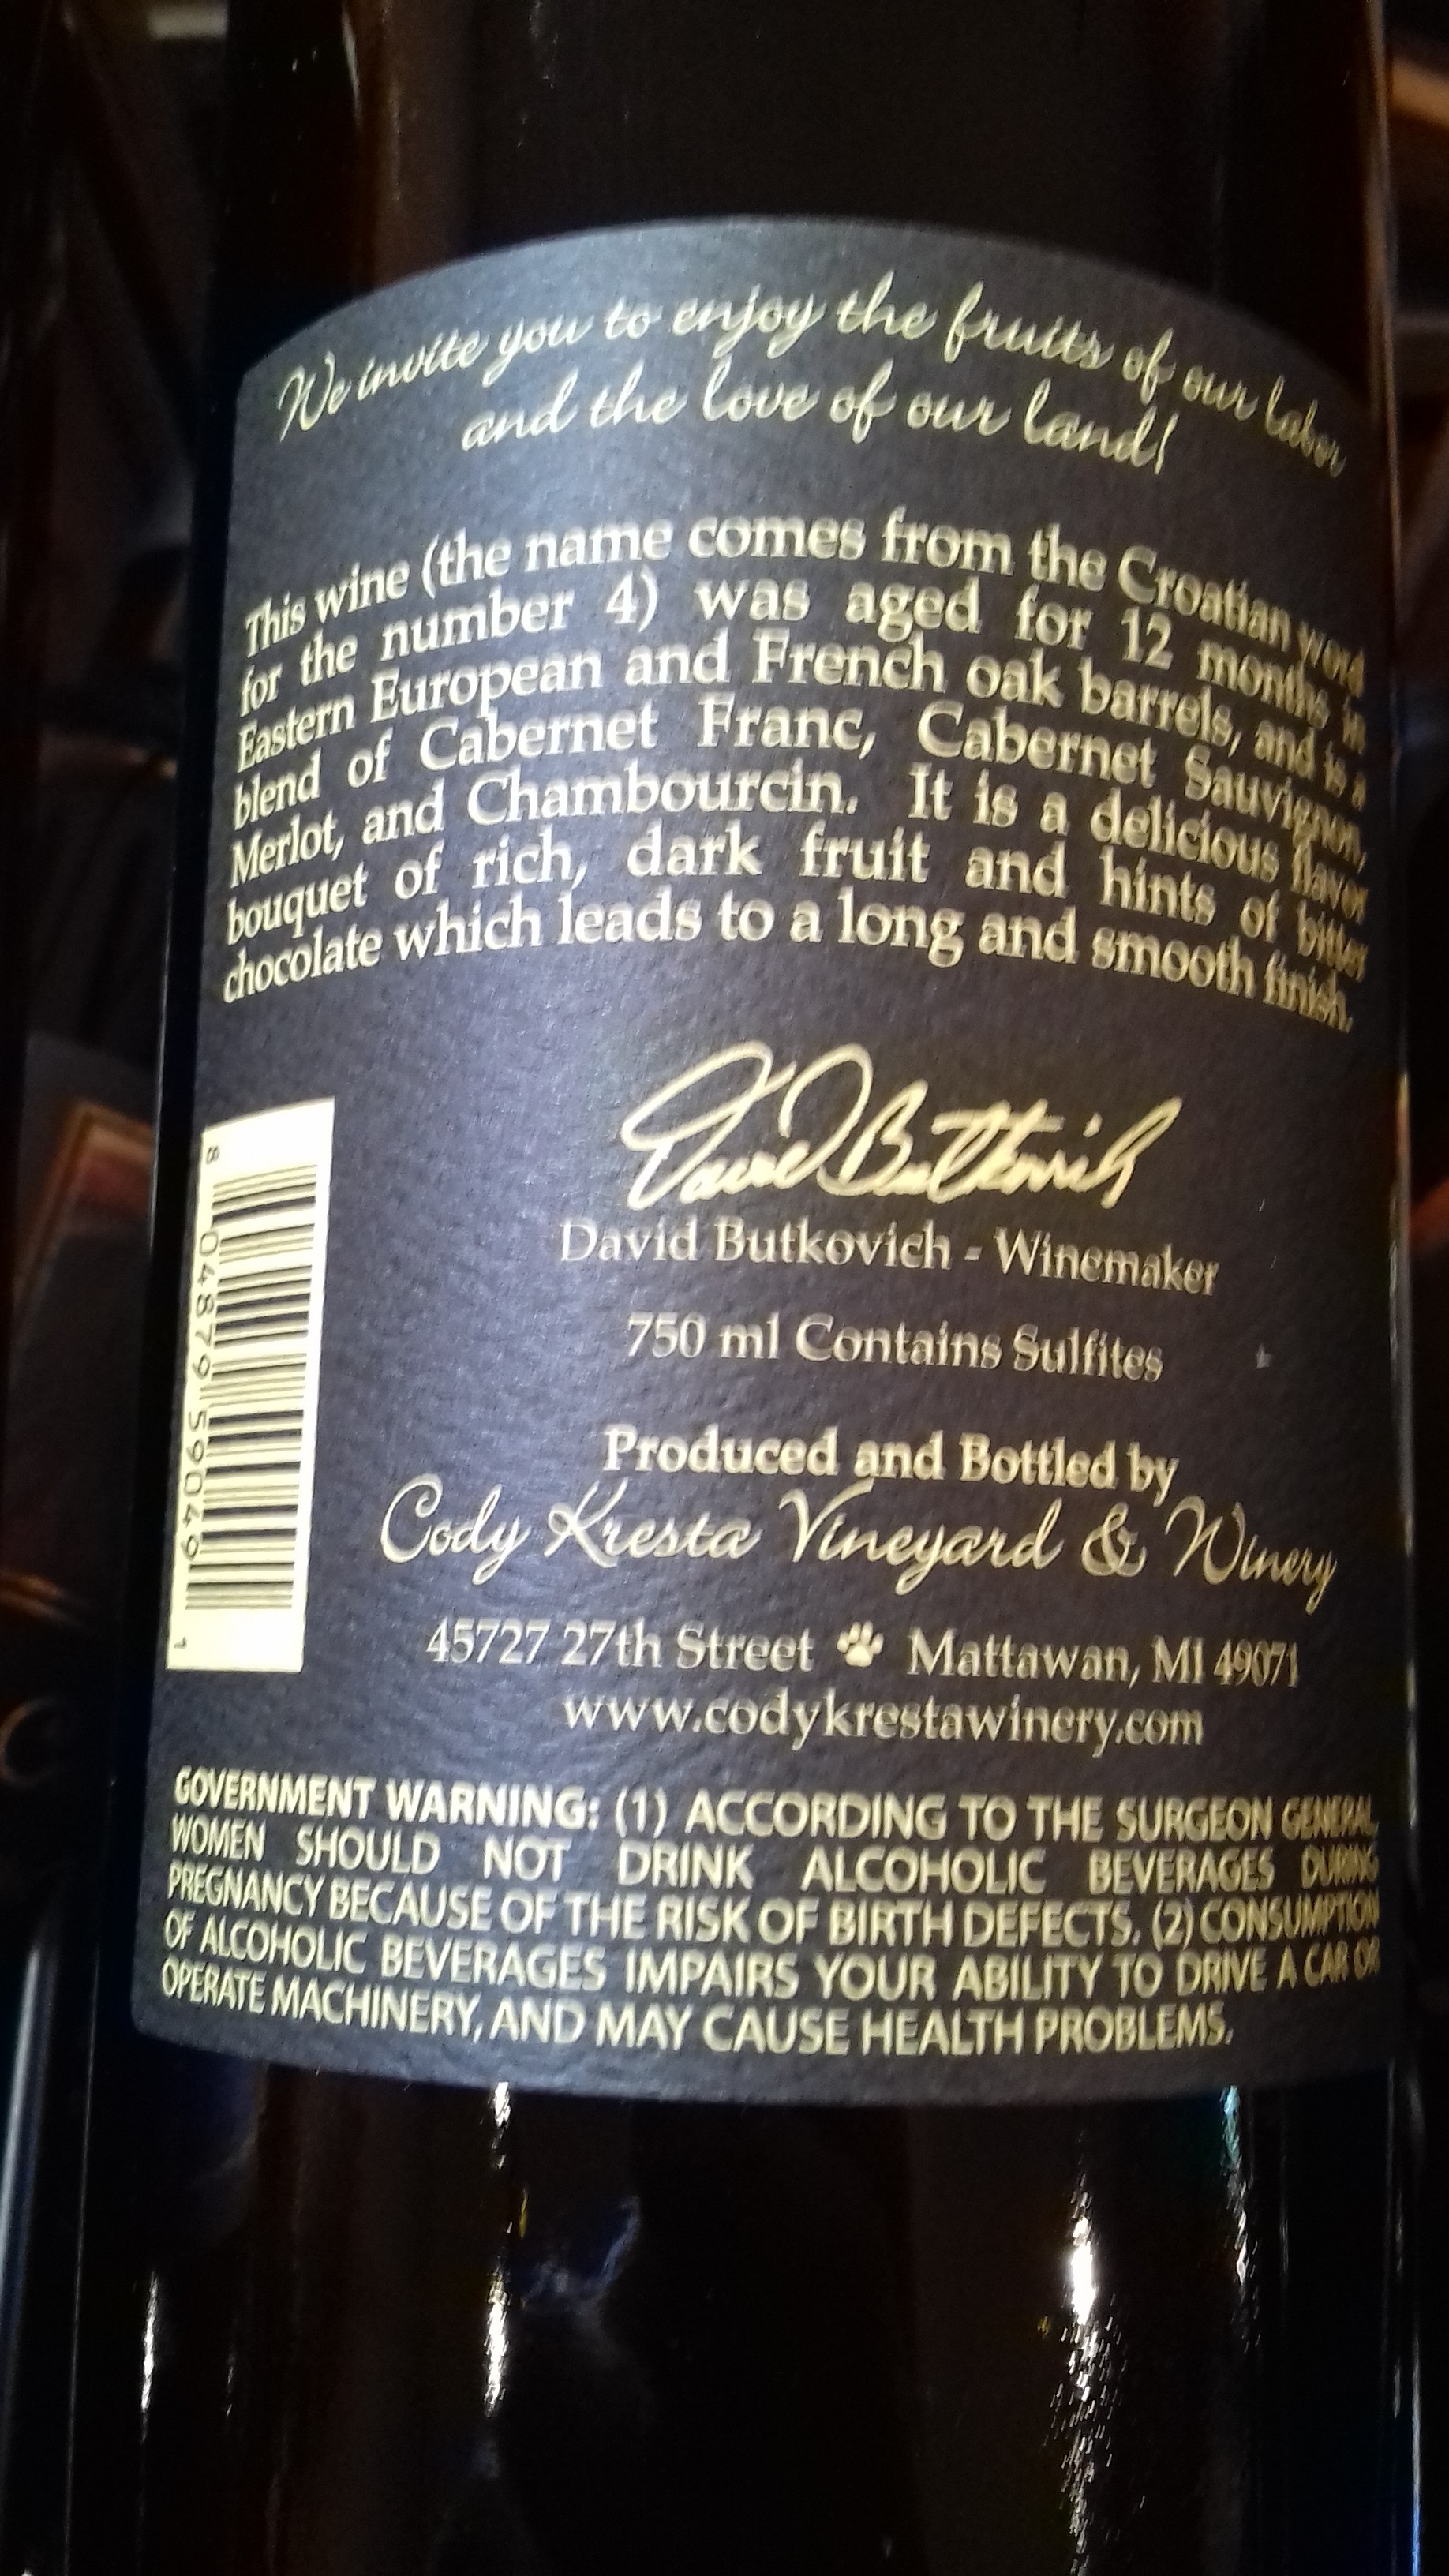 We invite you to enjoy the fruits of our labor
and the love of our land!
This wine (the name comes from the Croatian word
for the number 4) was aged for 12 months in
Eastern European and French oak barrels, and is a
blend of Cabernet Franc, Cabernet Sauvignon,
Merlot, and Chambourcin. It is a delicious flavor
bouquet of rich, dark fruit and hints of bitter
chocolate which leads to a long and smooth finish.
David Butkovich
David Butkovich - Winemaker
750 ml Contains Sulfites
8 04879 59049 1
Produced and Bottled by
Cody Kresta Vineyard & Winery
45727 27th Street Mattawan, MI 49071
www.codykrestawinery.com
GOVERNMENT WARNING: (1) ACCORDING TO THE SURGEON GENERAL,
WOMEN SHOULD NOT DRINK ALCOHOLIC BEVERAGES DURING
PREGNANCY BECAUSE OF THE RISK OF BIRTH DEFECTS. (2) CONSUMPTION
OF ALCOHOLIC BEVERAGES IMPAIRS YOUR ABILITY TO DRIVE A CAR OR
OPERATE MACHINERY, AND MAY CAUSE HEALTH PROBLEMS.